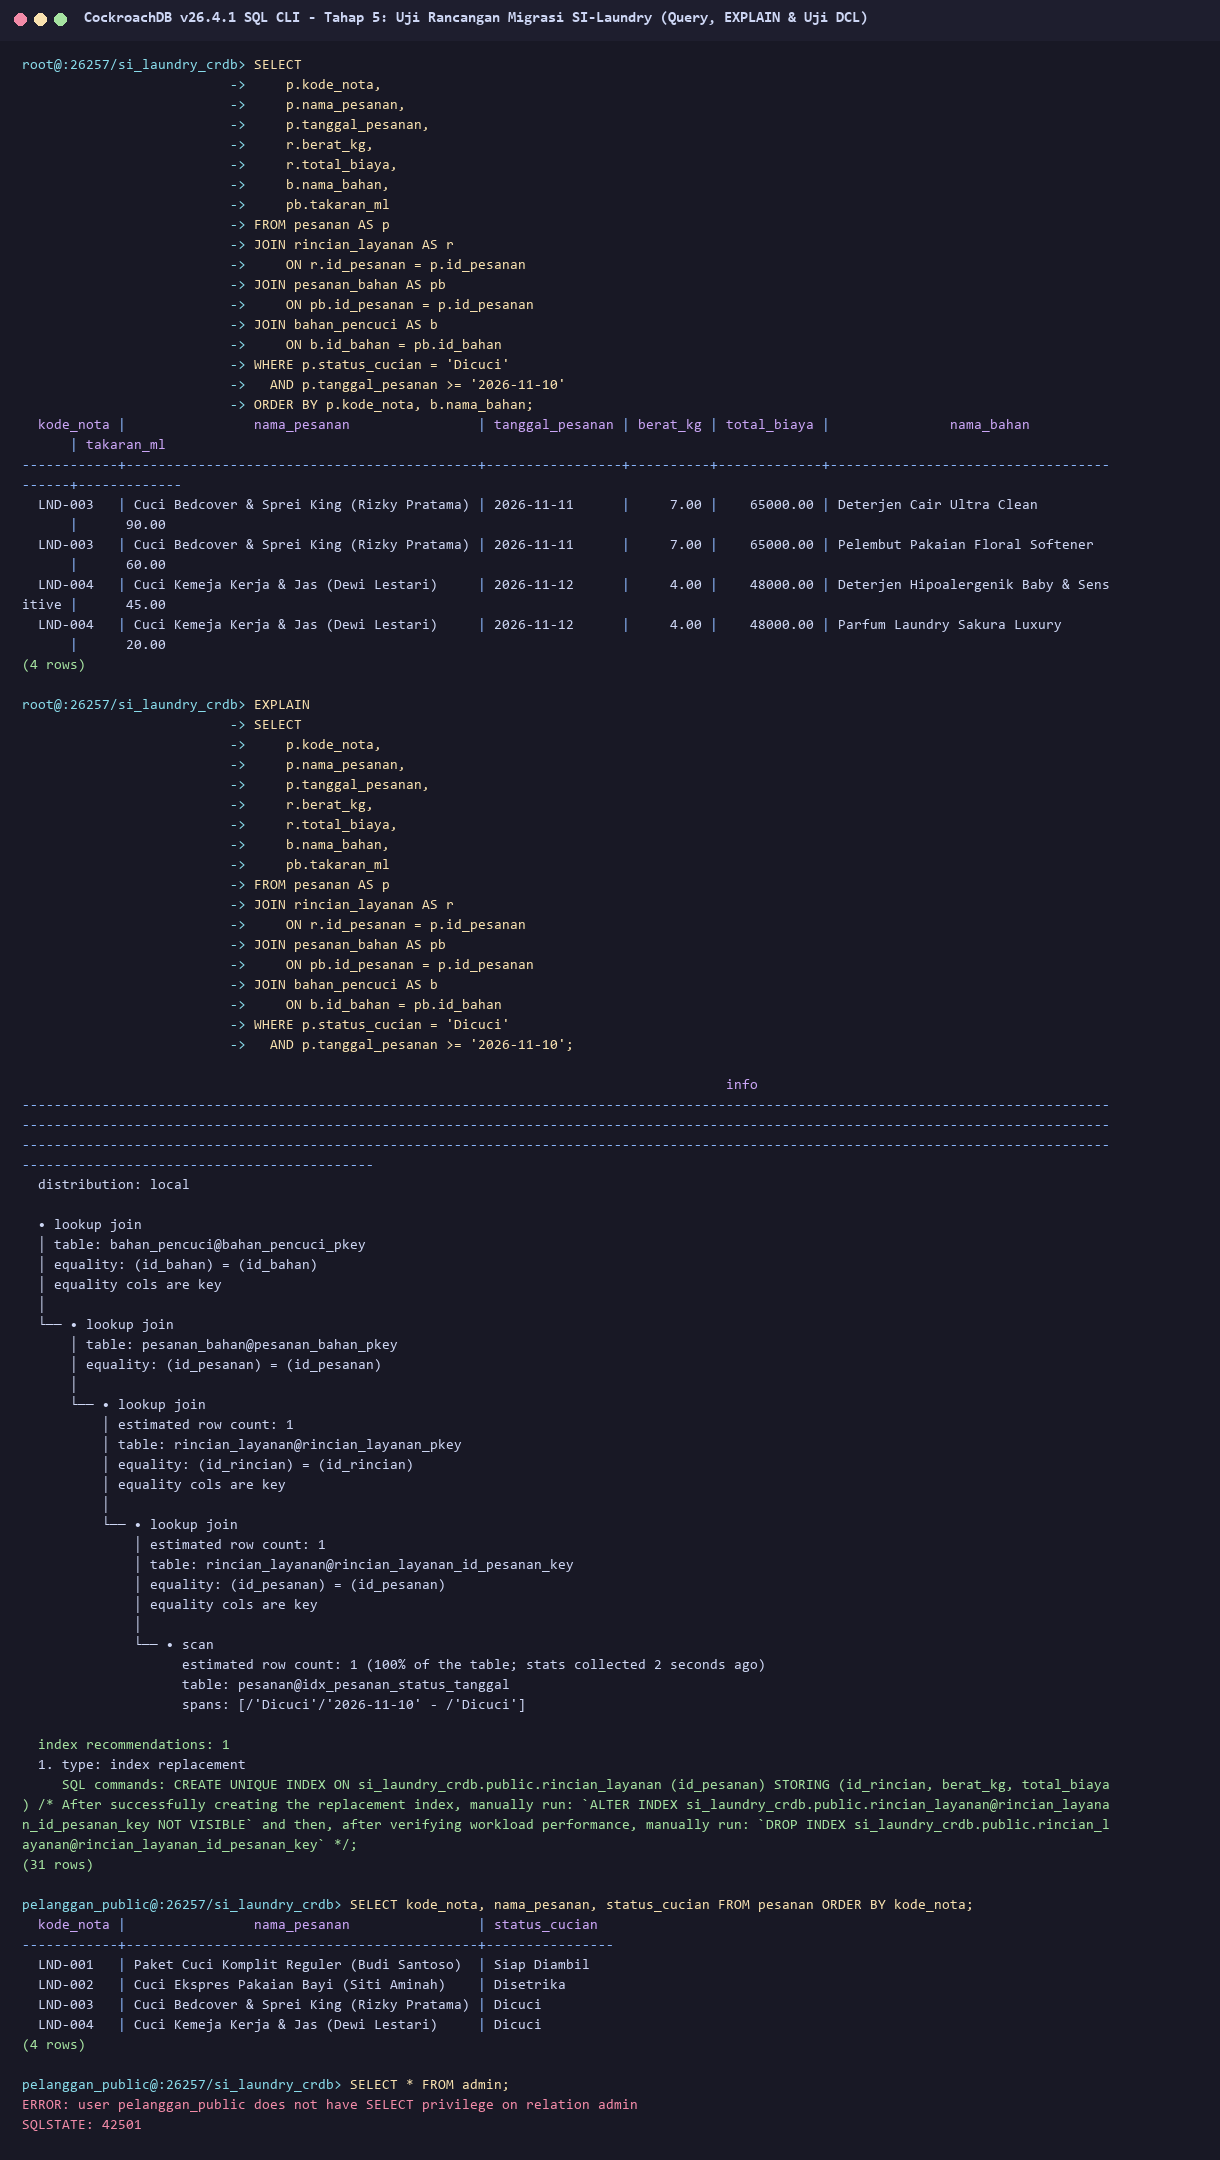 CockroachDB v26.4.1 SQL CLI - Tahap 5: Uji Rancangan Migrasi SI-Laundry (Query, EXPLAIN & Uji DCL)
root@:26257/si_laundry_crdb> SELECT
                          ->     p.kode_nota,
                          ->     p.nama_pesanan,
                          ->     p.tanggal_pesanan,
                          ->     r.berat_kg,
                          ->     r.total_biaya,
                          ->     b.nama_bahan,
                          ->     pb.takaran_ml
                          -> FROM pesanan AS p
                          -> JOIN rincian_layanan AS r
                          ->     ON r.id_pesanan = p.id_pesanan
                          -> JOIN pesanan_bahan AS pb
                          ->     ON pb.id_pesanan = p.id_pesanan
                          -> JOIN bahan_pencuci AS b
                          ->     ON b.id_bahan = pb.id_bahan
                          -> WHERE p.status_cucian = 'Dicuci'
                          ->   AND p.tanggal_pesanan >= '2026-11-10'
                          -> ORDER BY p.kode_nota, b.nama_bahan;
  kode_nota |                nama_pesanan                | tanggal_pesanan | berat_kg | total_biaya |               nama_bahan
      | takaran_ml
------------+--------------------------------------------+-----------------+----------+-------------+-----------------------------------
------+-------------
  LND-003   | Cuci Bedcover & Sprei King (Rizky Pratama) | 2026-11-11      |     7.00 |    65000.00 | Deterjen Cair Ultra Clean
      |      90.00
  LND-003   | Cuci Bedcover & Sprei King (Rizky Pratama) | 2026-11-11      |     7.00 |    65000.00 | Pelembut Pakaian Floral Softener
      |      60.00
  LND-004   | Cuci Kemeja Kerja & Jas (Dewi Lestari)     | 2026-11-12      |     4.00 |    48000.00 | Deterjen Hipoalergenik Baby & Sens
itive |      45.00
  LND-004   | Cuci Kemeja Kerja & Jas (Dewi Lestari)     | 2026-11-12      |     4.00 |    48000.00 | Parfum Laundry Sakura Luxury
      |      20.00
(4 rows)
root@:26257/si_laundry_crdb> EXPLAIN
                          -> SELECT
                          ->     p.kode_nota,
                          ->     p.nama_pesanan,
                          ->     p.tanggal_pesanan,
                          ->     r.berat_kg,
                          ->     r.total_biaya,
                          ->     b.nama_bahan,
                          ->     pb.takaran_ml
                          -> FROM pesanan AS p
                          -> JOIN rincian_layanan AS r
                          ->     ON r.id_pesanan = p.id_pesanan
                          -> JOIN pesanan_bahan AS pb
                          ->     ON pb.id_pesanan = p.id_pesanan
                          -> JOIN bahan_pencuci AS b
                          ->     ON b.id_bahan = pb.id_bahan
                          -> WHERE p.status_cucian = 'Dicuci'
                          ->   AND p.tanggal_pesanan >= '2026-11-10';
                                                                                        info
----------------------------------------------------------------------------------------------------------------------------------------
----------------------------------------------------------------------------------------------------------------------------------------
----------------------------------------------------------------------------------------------------------------------------------------
--------------------------------------------
  distribution: local
  • lookup join
  │ table: bahan_pencuci@bahan_pencuci_pkey
  │ equality: (id_bahan) = (id_bahan)
  │ equality cols are key
  │
  └── • lookup join
      │ table: pesanan_bahan@pesanan_bahan_pkey
      │ equality: (id_pesanan) = (id_pesanan)
      │
      └── • lookup join
          │ estimated row count: 1
          │ table: rincian_layanan@rincian_layanan_pkey
          │ equality: (id_rincian) = (id_rincian)
          │ equality cols are key
          │
          └── • lookup join
              │ estimated row count: 1
              │ table: rincian_layanan@rincian_layanan_id_pesanan_key
              │ equality: (id_pesanan) = (id_pesanan)
              │ equality cols are key
              │
              └── • scan
                    estimated row count: 1 (100% of the table; stats collected 2 seconds ago)
                    table: pesanan@idx_pesanan_status_tanggal
                    spans: [/'Dicuci'/'2026-11-10' - /'Dicuci']
  index recommendations: 1
  1. type: index replacement
     SQL commands: CREATE UNIQUE INDEX ON si_laundry_crdb.public.rincian_layanan (id_pesanan) STORING (id_rincian, berat_kg, total_biaya
) /* After successfully creating the replacement index, manually run: `ALTER INDEX si_laundry_crdb.public.rincian_layanan@rincian_layana
n_id_pesanan_key NOT VISIBLE` and then, after verifying workload performance, manually run: `DROP INDEX si_laundry_crdb.public.rincian_l
ayanan@rincian_layanan_id_pesanan_key` */;
(31 rows)
pelanggan_public@:26257/si_laundry_crdb> SELECT kode_nota, nama_pesanan, status_cucian FROM pesanan ORDER BY kode_nota;
  kode_nota |                nama_pesanan                | status_cucian
------------+--------------------------------------------+----------------
  LND-001   | Paket Cuci Komplit Reguler (Budi Santoso)  | Siap Diambil
  LND-002   | Cuci Ekspres Pakaian Bayi (Siti Aminah)    | Disetrika
  LND-003   | Cuci Bedcover & Sprei King (Rizky Pratama) | Dicuci
  LND-004   | Cuci Kemeja Kerja & Jas (Dewi Lestari)     | Dicuci
(4 rows)
pelanggan_public@:26257/si_laundry_crdb> SELECT * FROM admin;
ERROR: user pelanggan_public does not have SELECT privilege on relation admin
SQLSTATE: 42501